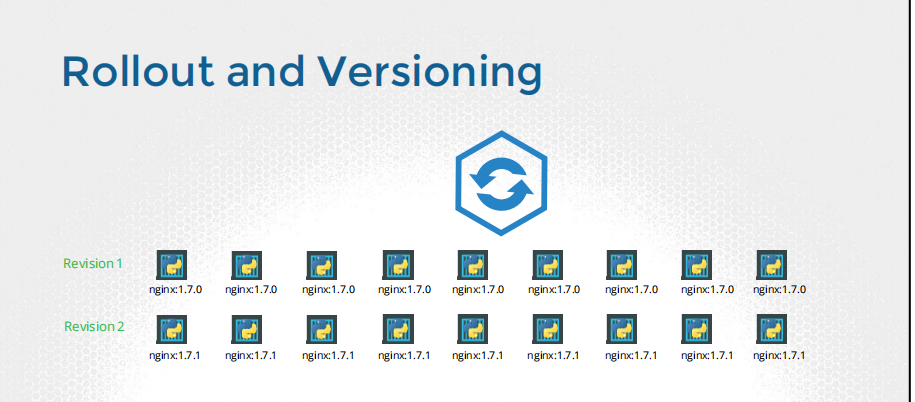 Rollout and Versioning
Revision 1
nginx:1.7.0 nginx:1.7.0 nginx:1.7.0 nginx:1.7.0 nginx:1.7.0 nginx:1.7.0 nginx:1.7.0 nginx:1.7.0 nginx:1.7.0
Revision 2
nginx:1.7.1 nginx:1.7.1 nginx:1.7.1 nginx:1.7.1 nginx:1.7.1 nginx:1.7.1 nginx:1.7.1 nginx:1.7.1 nginx:1.7.1